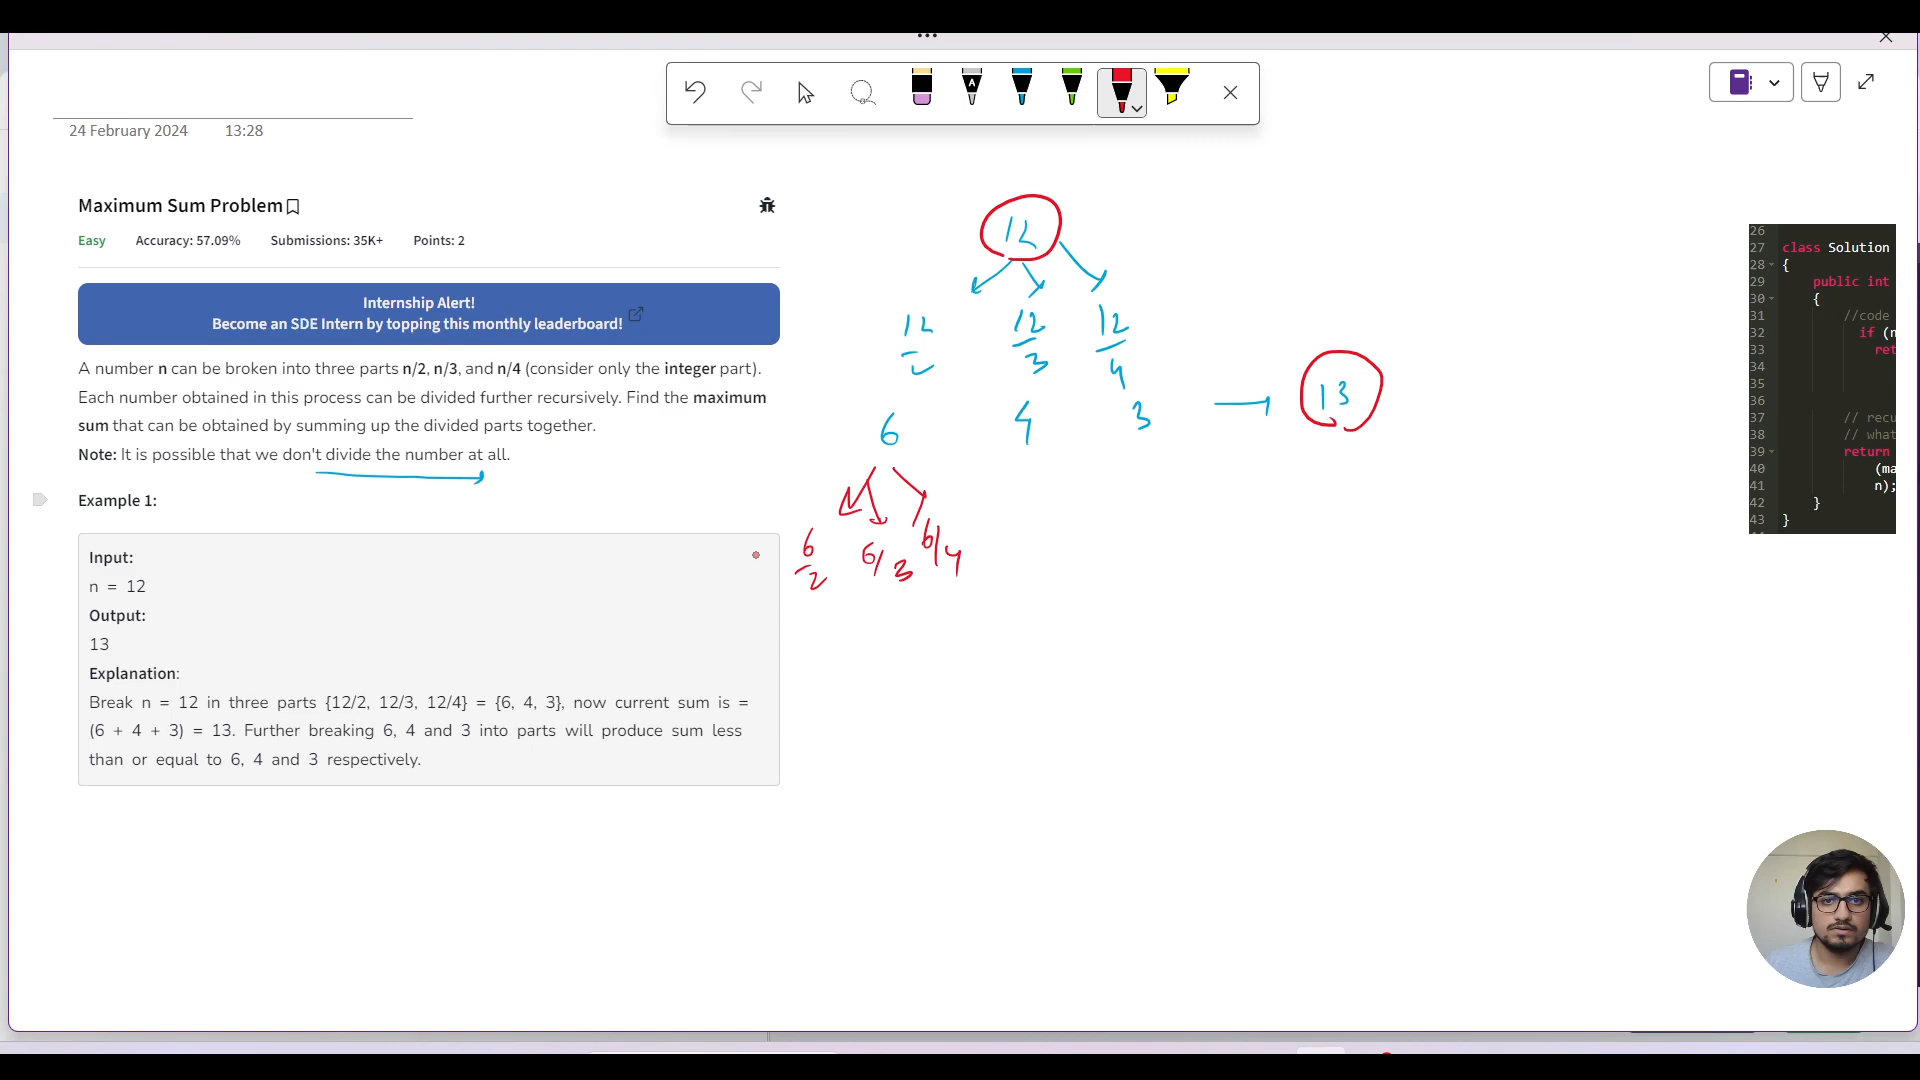 24 February 2024 13:28
Maximum Sum Problem
Easy Accuracy: 57.09% Submissions: 35K+ Points: 2
Internship Alert!
Become an SDE Intern by topping this monthly leaderboard!
A number n can be broken into three parts n/2, n/3, and n/4 (consider only the integer part).
Each number obtained in this process can be divided further recursively. Find the maximum
sum that can be obtained by summing up the divided parts together.
Note: It is possible that we don't divide the number at all.
Example 1:
Input:
n = 12
Output:
13
Explanation:
Break n = 12 in three parts {12/2, 12/3, 12/4} = {6, 4, 3}, now current sum is =
(6 + 4 + 3) = 13. Further breaking 6, 4 and 3 into parts will produce sum less
than or equal to 6, 4 and 3 respectively.
12
12 12 12
2 3 4
6 4 3 13
6 6/3 6/4
2
A
26
27 class Solution
28 {
29 public int
30 {
31 //code
32 if (n
33 ret
34
35
36
37 // recu
38 // what
39 return
40 (ma
41 n);
42 }
43 }